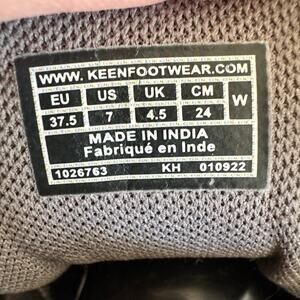 WWW.KEENFOOTWEAR.COM
EU US UK CM W
37.5 7 4.5 24
MADE IN INDIA
Fabriqué en Inde
1026763 KH 010922